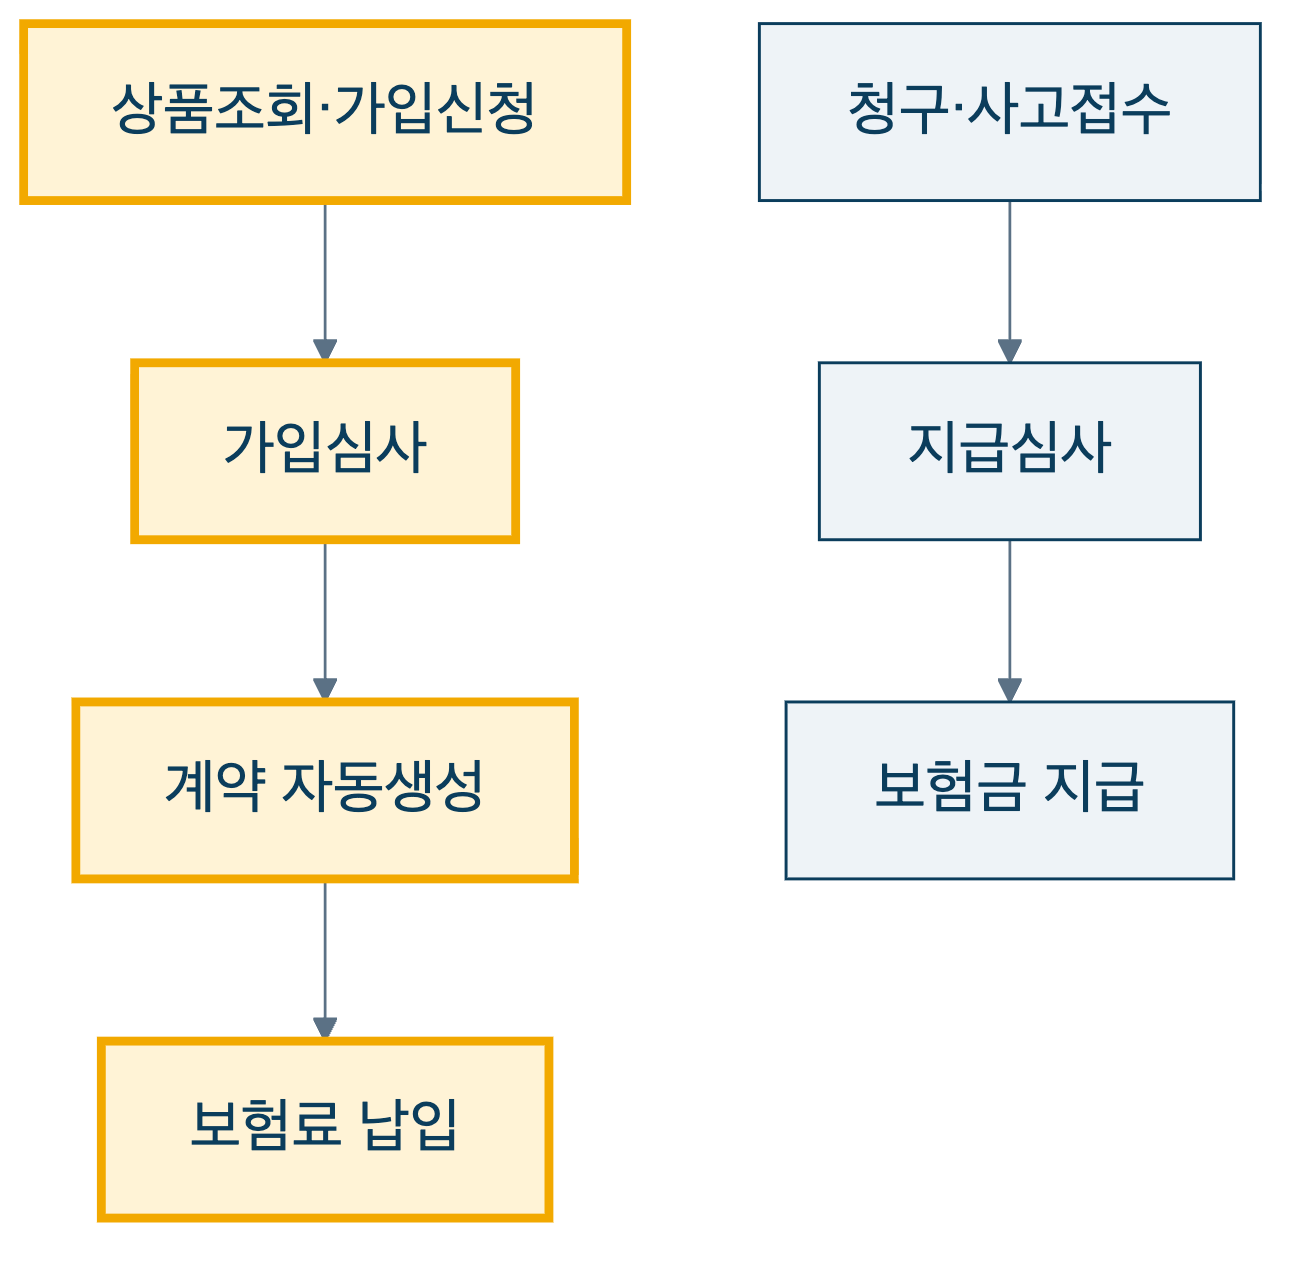 상품조회·가입신청
가입심사
계약 자동생성
보험료 납입
청구·사고접수
지급심사
보험금 지급